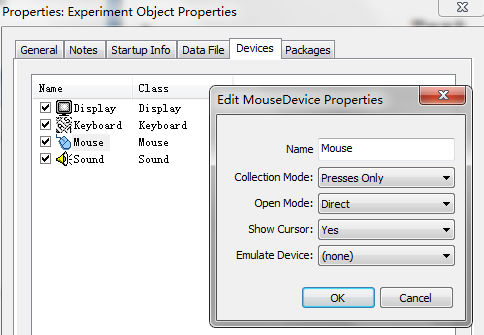 Properties: Experiment Object Properties
General Notes Startup Info Data File Devices Packages
Name Class
Display Display
Keyboard Keyboard
Mouse Mouse
Sound Sound
Edit MouseDevice Properties
Name Mouse
Collection Mode: Presses Only
Open Mode: Direct
Show Cursor: Yes
Emulate Device: (none)
OK Cancel